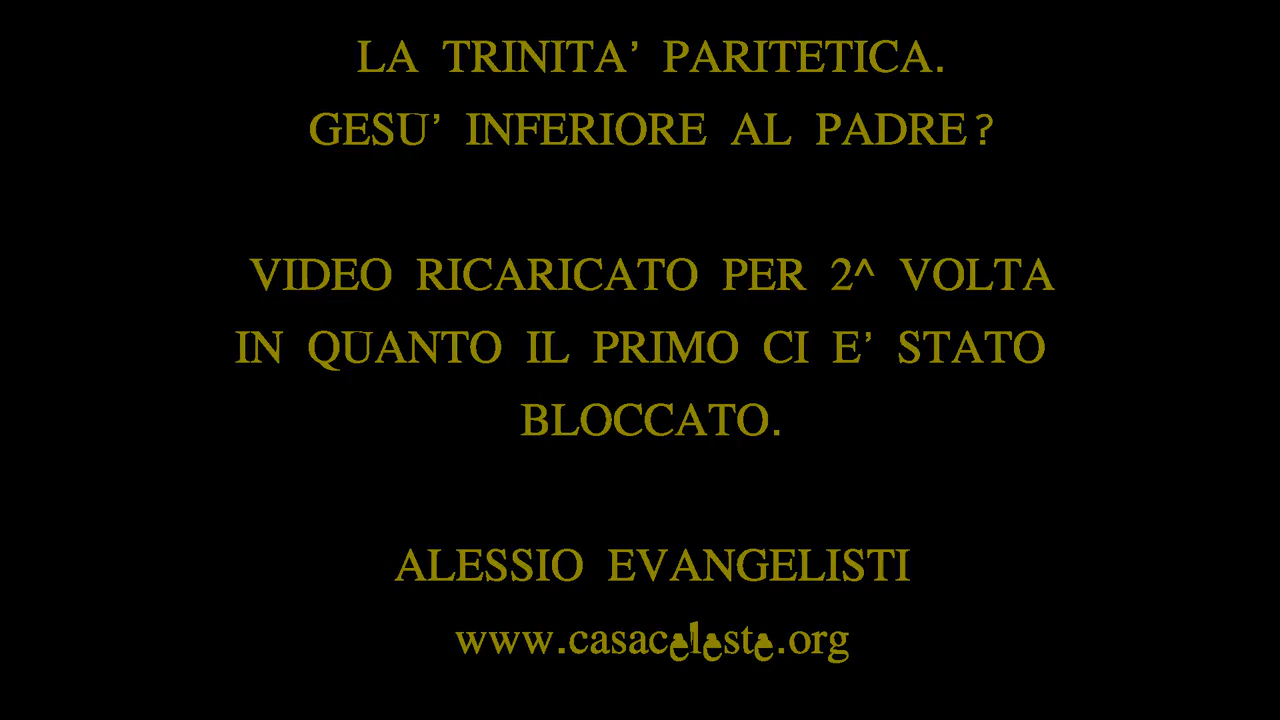 LA TRINITA' PARITETICA.
GESU' INFERIORE AL PADRE?
VIDEO RICARICATO PER 2^ VOLTA
IN QUANTO IL PRIMO CI E' STATO
BLOCCATO.
ALESSIO EVANGELISTI
www.casaceleste.org